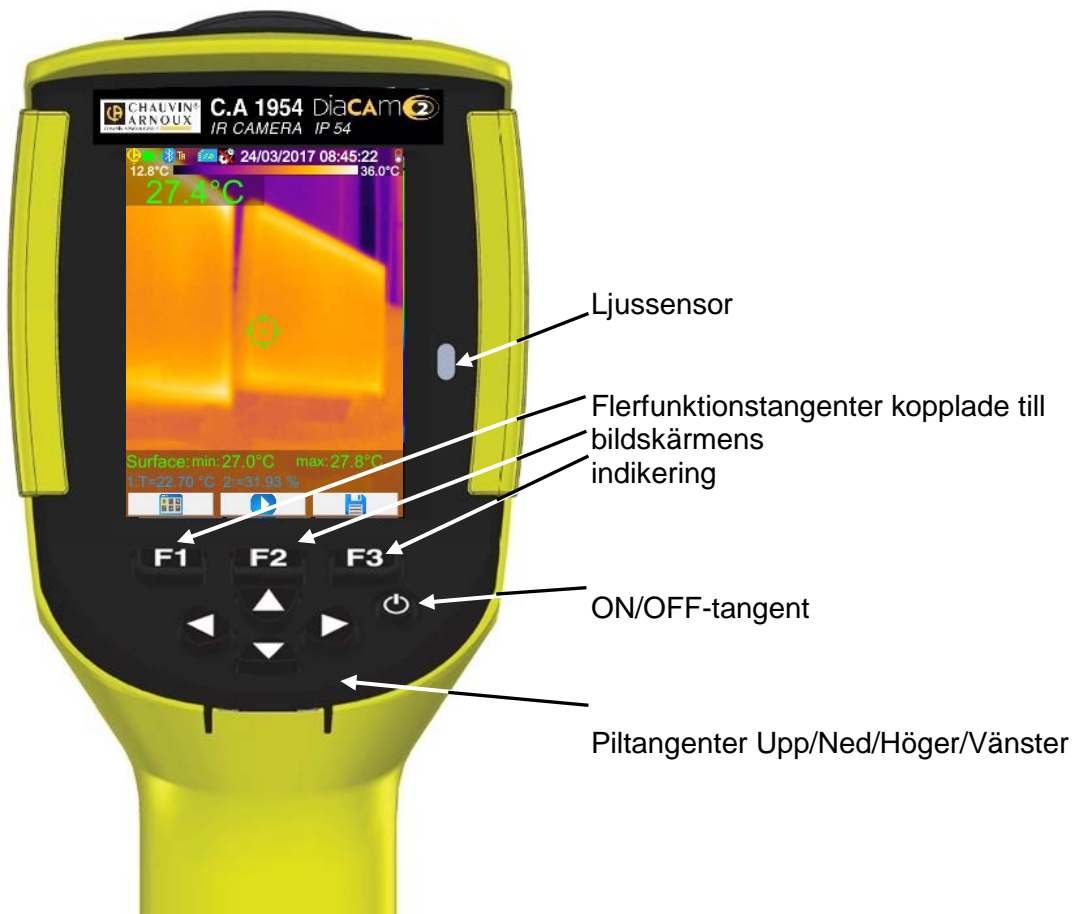 CHAUVIN®
ARNOUX
C.A 1954 DiaCAm 2
IR CAMERA IP 54
24/03/2017 08:45:22
12.8°C
36.0°C
27.4°C
Surface: min: 27.0°C max: 27.8°C
1:T=22.70 °C 2:=31.93 %
F1 F2 F3
Ljussensor
Flerfunktionstangenter kopplade till
bildskärmens
indikering
ON/OFF-tangent
Piltangenter Upp/Ned/Höger/Vänster